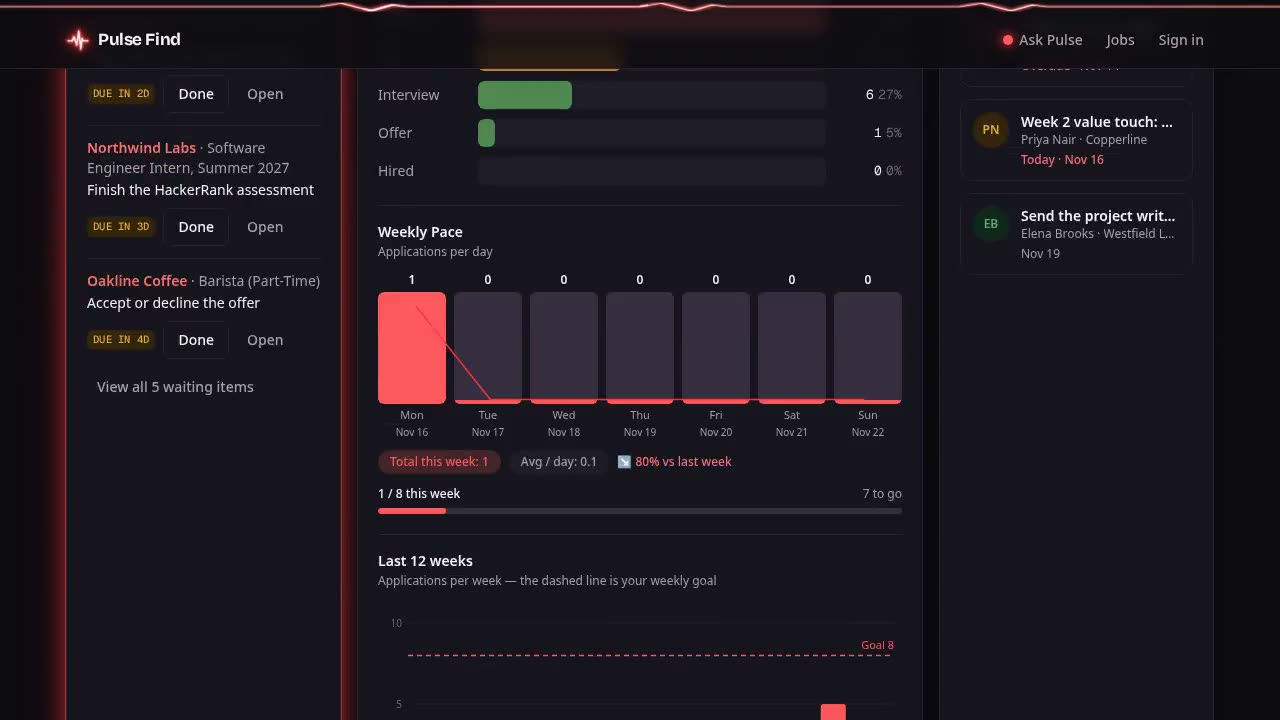 Pulse Find
Ask Pulse
Jobs
Sign in
DUE IN 2D
Done
Open
Northwind Labs · Software
Engineer Intern, Summer 2027
Finish the HackerRank assessment
DUE IN 3D
Done
Open
Oakline Coffee · Barista (Part-Time)
Accept or decline the offer
DUE IN 4D
Done
Open
View all 5 waiting items
Interview
6 27%
Offer
1 5%
Hired
0 0%
Weekly Pace
Applications per day
1
0
0
0
0
0
0
Mon
Tue
Wed
Thu
Fri
Sat
Sun
Nov 16
Nov 17
Nov 18
Nov 19
Nov 20
Nov 21
Nov 22
Total this week: 1
Avg / day: 0.1
↘ 80% vs last week
1 / 8 this week
7 to go
Last 12 weeks
Applications per week — the dashed line is your weekly goal
10
Goal 8
5
PN
Week 2 value touch: ...
Priya Nair · Copperline
Today · Nov 16
EB
Send the project writ...
Elena Brooks · Westfield L...
Nov 19